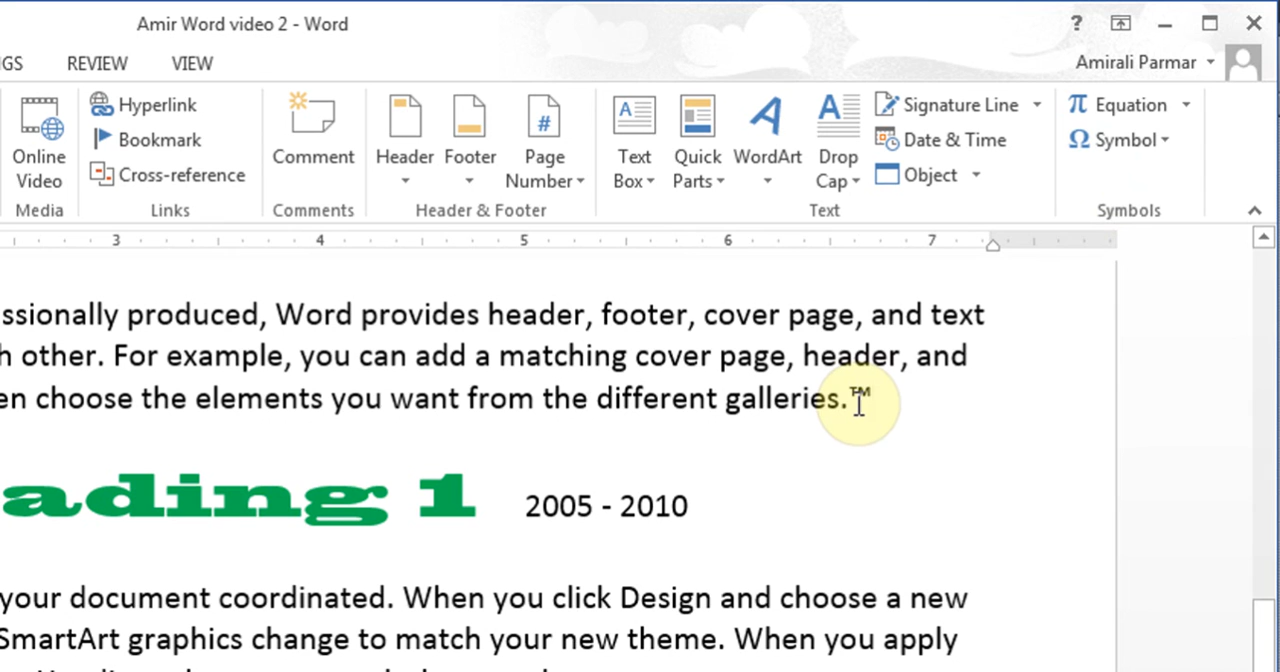 Amir Word video 2 - Word
?
GS REVIEW VIEW Amirali Parmar
Online Video
Hyperlink
Bookmark
Cross-reference
Comment
Header
Footer
Page Number
Text Box
Quick Parts
WordArt
Drop Cap
Signature Line
Date & Time
Object
Equation
Symbol
Media Links Comments Header & Footer Text Symbols
3 4 5 6 7
ssionally produced, Word provides header, footer, cover page, and text
h other. For example, you can add a matching cover page, header, and
en choose the elements you want from the different galleries.™
ading 1 2005 - 2010
your document coordinated. When you click Design and choose a new
SmartArt graphics change to match your new theme. When you apply